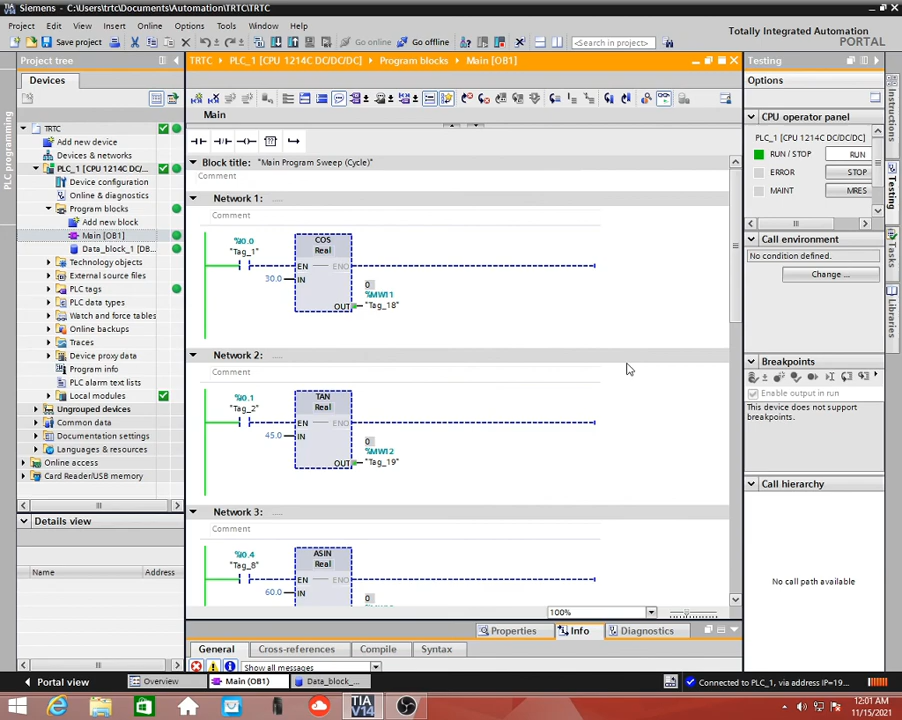 Siemens - C:\Users\trtc\Documents\Automation\TRTC\TRTC
Project Edit View Insert Online Options Tools Window Help
Totally Integrated Automation
PORTAL
Save project
Go online
Go offline
<Search in project>
Project tree
TRTC PLC_1 [CPU 1214C DC/DC/DC] Program blocks Main [OB1]
Testing
Devices
Options
PLC programming
Main
CPU operator panel
PLC_1 [CPU 1214C DC/DC/DC]
RUN / STOP RUN
ERROR STOP
MAINT MRES
Call environment
No condition defined.
Change ...
Breakpoints
Enable output in run
This device does not support
breakpoints.
Call hierarchy
No call path available
Instructions
Testing
Tasks
Libraries
TRTC
Add new device
Devices & networks
PLC_1 [CPU 1214C DC/...
Device configuration
Online & diagnostics
Program blocks
Add new block
Main [OB1]
Data_block_1 [DB...
Technology objects
External source files
PLC tags
PLC data types
Watch and force tables
Online backups
Traces
Device proxy data
Program info
PLC alarm text lists
Local modules
Ungrouped devices
Common data
Documentation settings
Languages & resources
Online access
Card Reader/USB memory
Details view
Name Address
Block title: "Main Program Sweep (Cycle)"
Comment
Network 1: .....
Comment
%I0.0
"Tag_1"
COS
Real
EN ENO
30.0 IN
OUT
0
%MW11
"Tag_18"
Network 2: .....
Comment
%I0.1
"Tag_2"
TAN
Real
EN ENO
45.0 IN
OUT
0
%MW12
"Tag_19"
Network 3: .....
Comment
%I0.4
"Tag_8"
ASIN
Real
EN ENO
60.0 IN
0
100%
Properties Info Diagnostics
General Cross-references Compile Syntax
Show all messages
Portal view Overview Main (OB1) Data_block_...
Connected to PLC_1, via address IP=19...
TIA
V14
12:01 AM
11/15/2021